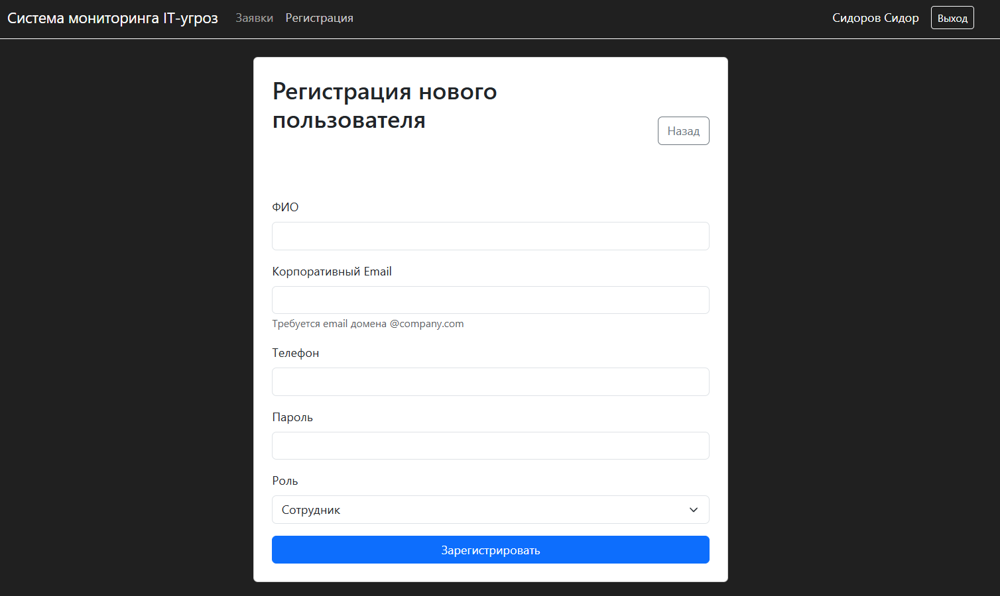 Система мониторинга IT-угроз Заявки Регистрация Сидоров Сидор Выход
Регистрация нового
пользователя
Назад
ФИО
Корпоративный Email
Требуется email домена @company.com
Телефон
Пароль
Роль
Сотрудник
Зарегистрировать